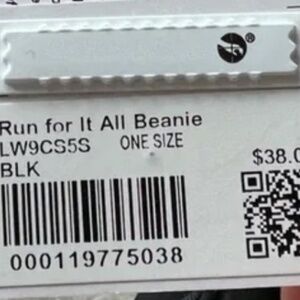 ®
Run for It All Beanie
LW9CS5S ONE SIZE
BLK
$38.0
000119775038